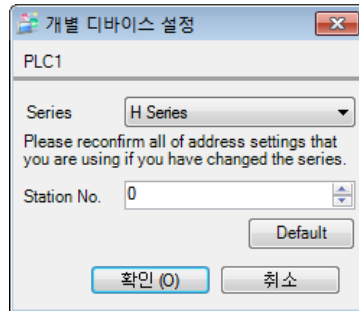 개별 디바이스 설정
PLC1
Series H Series
Please reconfirm all of address settings that
you are using if you have changed the series.
Station No. 0
Default
확인 (O) 취소